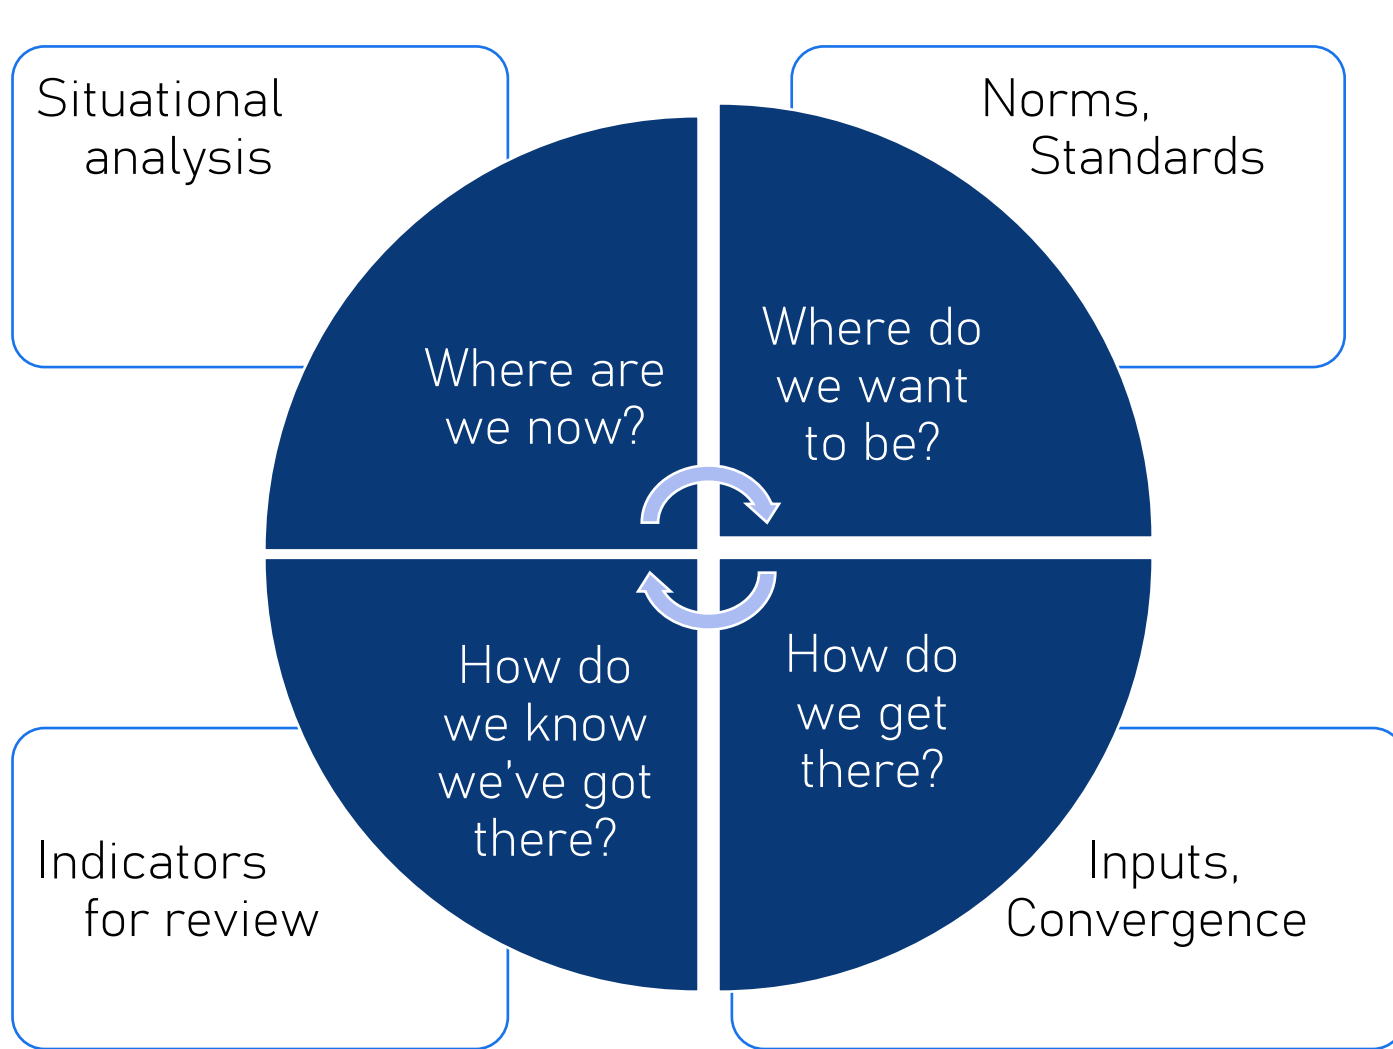 Situational
analysis
Norms,
Standards
Where are
we now?
Where do
we want
to be?
How do
we know
we've got
there?
How do
we get
there?
Indicators
for review
Inputs,
Convergence